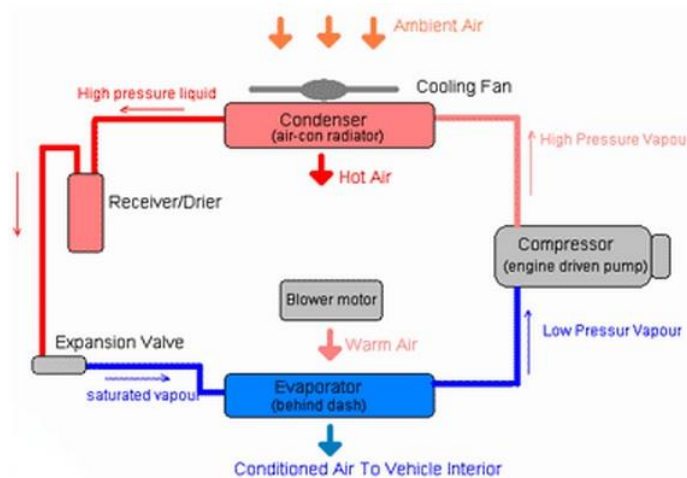 Ambient Air
Cooling Fan
High pressure liquid
Condenser
(air-con radiator)
High Pressure Vapou
Hot Air
Receiver/Drier
Compressor
(engine driven pump)
Blower motor
Expansion Valve
Warm Air
Low Pressur Vapour
saturated vapour
Evaporator
(behind dash)
Conditioned Air To Vehicle Interior